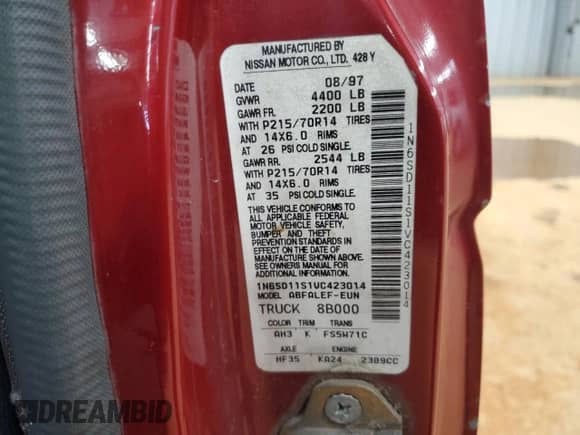 MANUFACTURED BY
NISSAN MOTOR CO., LTD. 428 Y
DATE 08/97
GVWR 4400 LB
GAWR FR. 2200 LB
WITH P215/70R14 TIRES
AND 14X6.0 RIMS
AT 26 PSI COLD SINGLE.
GAWR RR. 2544 LB
WITH P215/70R14 TIRES
AND 14X6.0 RIMS
AT 35 PSI COLD SINGLE.
THIS VEHICLE CONFORMS TO
ALL APPLICABLE FEDERAL
MOTOR VEHICLE SAFETY,
BUMPER AND THEFT
PREVENTION STANDARDS IN
EFFECT ON THE DATE OF
MANUFACTURE SHOWN ABOVE.
SEE OWNER'S MANUAL FOR
ADDITIONAL INFORMATION.
1N6SD11S1VC423014
MODEL ABFALEF-EUN
TRUCK 8B000
COLOR TRIM TRANS
AH3 K FS5W71C
AXLE ENGINE
HF35 KA24 2389CC
1N6SD11S1VC423014
DREAMBID